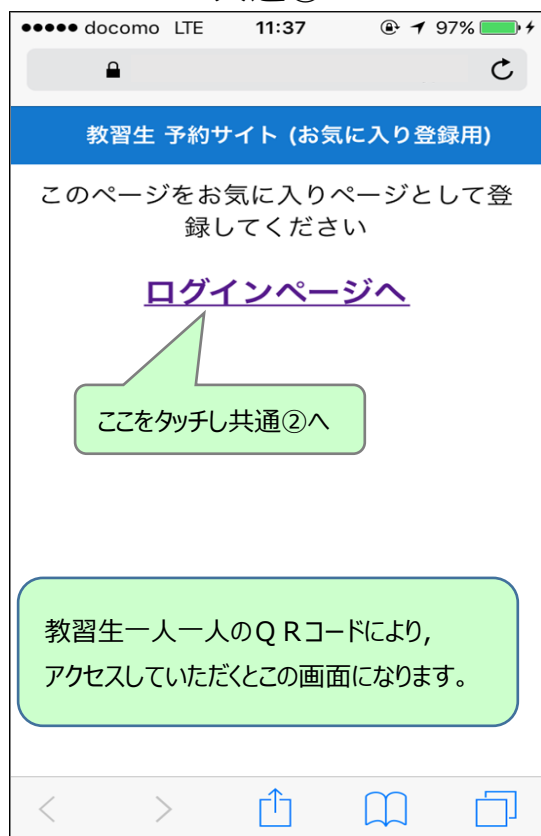 docomo LTE 11:37 97%
教習生 予約サイト (お気に入り登録用)
このページをお気に入りページとして登
録してください
ログインページへ
ここをタッチし共通②へ
教習生一人一人のＱＲコードにより,
アクセスしていただくとこの画面になります。